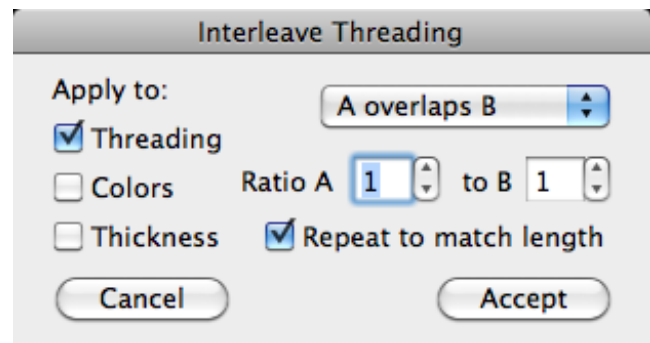 Interleave Threading
Apply to:
A overlaps B
Threading
Colors
Ratio A 1 to B 1
Thickness
Repeat to match length
Cancel
Accept